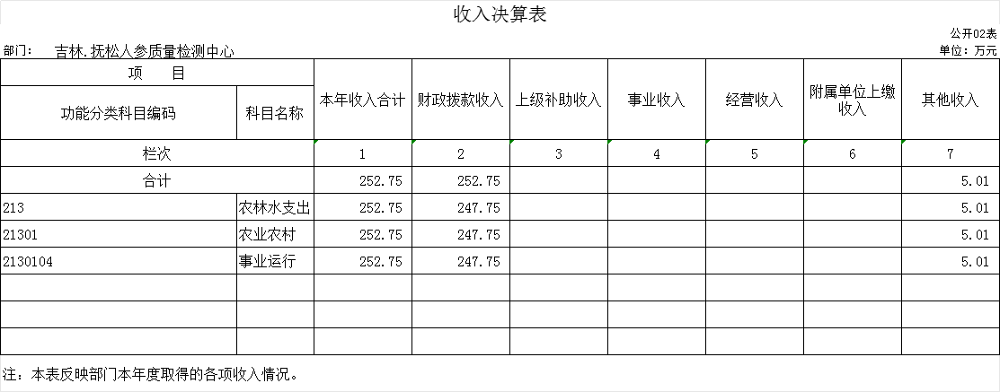 收入决算表
公开02表
部门： 吉林.抚松人参质量检测中心 单位：万元
项 目 本年收入合计 财政拨款收入 上级补助收入 事业收入 经营收入 附属单位上缴收入 其他收入
功能分类科目编码 科目名称
栏次 1 2 3 4 5 6 7
合计 252.75 252.75 5.01
213 农林水支出 252.75 247.75 5.01
21301 农业农村 252.75 247.75 5.01
2130104 事业运行 252.75 247.75 5.01
注：本表反映部门本年度取得的各项收入情况。